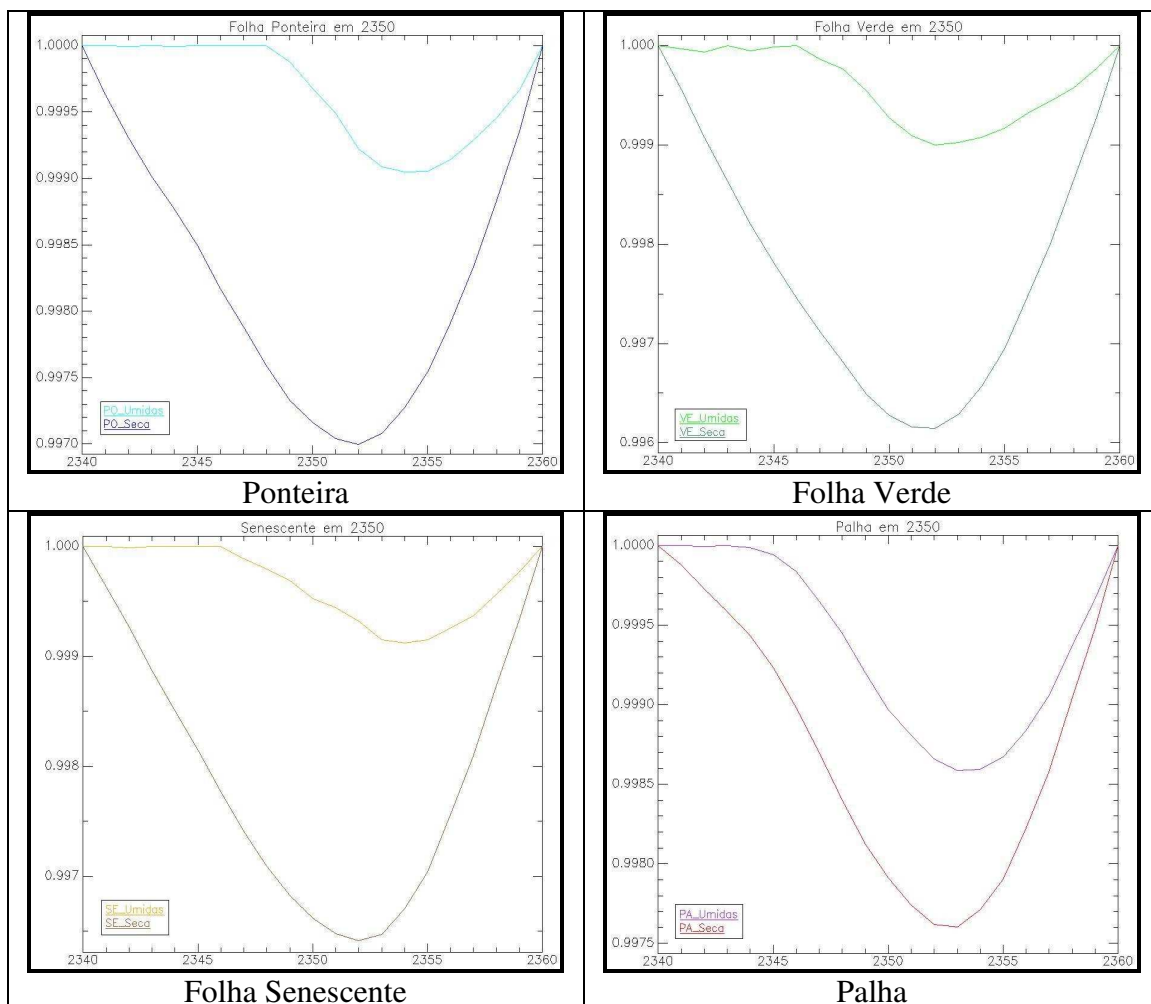 Folha Ponteira em 2350
1.0000
0.9995
0.9990
0.9985
0.9980
0.9975
0.9970
PO_Umidas
PO_Seca
2340 2345 2350 2355 2360
Ponteira
Folha Verde em 2350
1.000
0.999
0.998
0.997
0.996
VE_Umidas
VE_Seca
2340 2345 2350 2355 2360
Folha Verde
Senescente em 2350
1.000
0.999
0.998
0.997
SE_Umidas
SE_Seca
2340 2345 2350 2355 2360
Folha Senescente
Palha em 2350
1.0000
0.9995
0.9990
0.9985
0.9980
0.9975
PA_Umidas
PA_Seca
2340 2345 2350 2355 2360
Palha